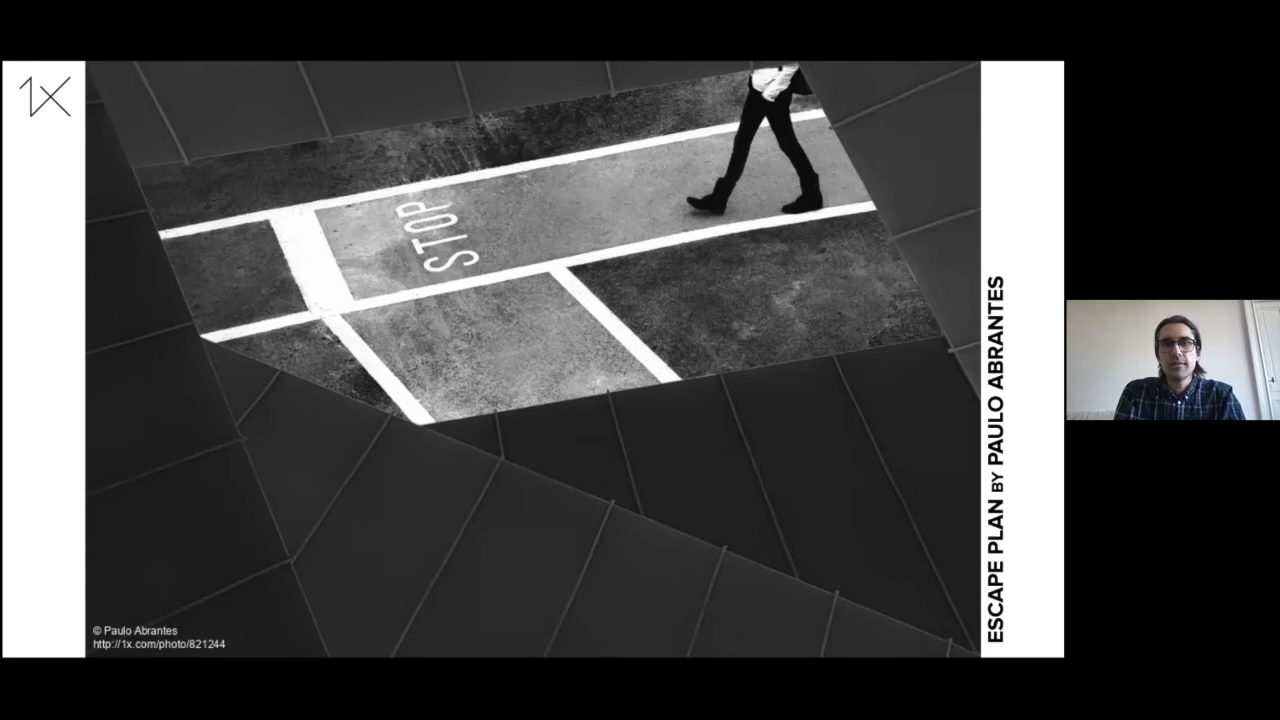 1X
STOP
ESCAPE PLAN BY PAULO ABRANTES
© Paulo Abrantes
http://1x.com/photo/821244